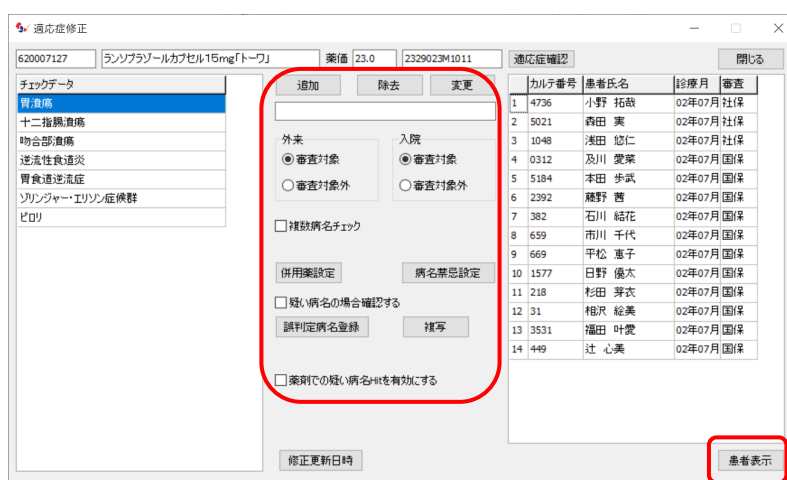 適応症修正
620007127 ランソプラゾールカプセル15mg「トーワ」 薬価 23.0 2329023M1011 適応症確認 閉じる
チェックデータ
胃潰瘍
十二指腸潰瘍
吻合部潰瘍
逆流性食道炎
胃食道逆流症
ゾリンジャー・エリソン症候群
ピロリ
追加 除去 変更
外来 入院
審査対象 審査対象
審査対象外 審査対象外
複数病名チェック
併用薬設定 病名禁忌設定
疑い病名の場合確認する
誤判定病名登録 複写
薬剤での疑い病名Hitを有効にする
修正更新日時
カルテ番号 患者氏名 診療月 審査
1 4736 小野 拓哉 02年07月 社保
2 5021 森田 実 02年07月 社保
3 1048 浅田 悠仁 02年07月 社保
4 0312 及川 愛菜 02年07月 国保
5 5184 本田 歩武 02年07月 国保
6 2392 藤野 茜 02年07月 国保
7 382 石川 結花 02年07月 国保
8 659 市川 千代 02年07月 国保
9 669 平松 恵子 02年07月 国保
10 1577 日野 優太 02年07月 国保
11 218 杉田 芽衣 02年07月 国保
12 31 相沢 絵美 02年07月 国保
13 3531 福田 叶愛 02年07月 国保
14 449 辻 心美 02年07月 国保
患者表示